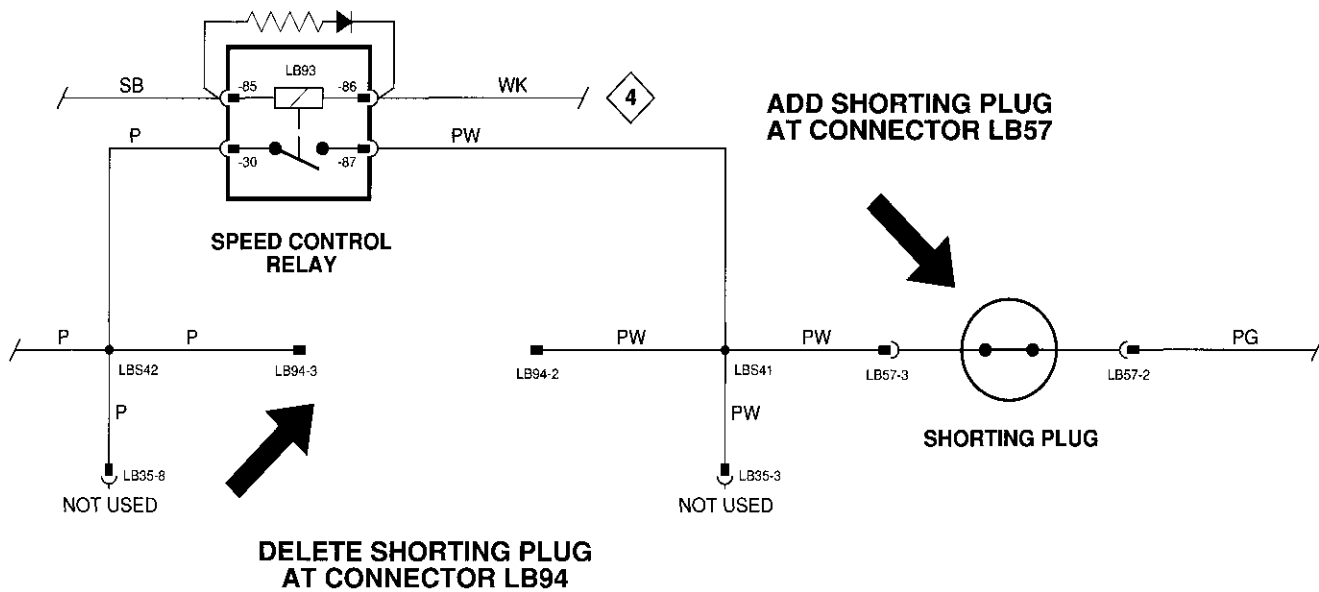 LB93
SB
-85
-86
WK
4
P
-30
-87
PW
SPEED CONTROL
RELAY
ADD SHORTING PLUG
AT CONNECTOR LB57
P
P
LBS42
LB94-3
PW
PW
LB94-2
LBS41
LB57-3
LB57-2
PG
SHORTING PLUG
P
LB35-8
NOT USED
PW
LB35-3
NOT USED
DELETE SHORTING PLUG
AT CONNECTOR LB94